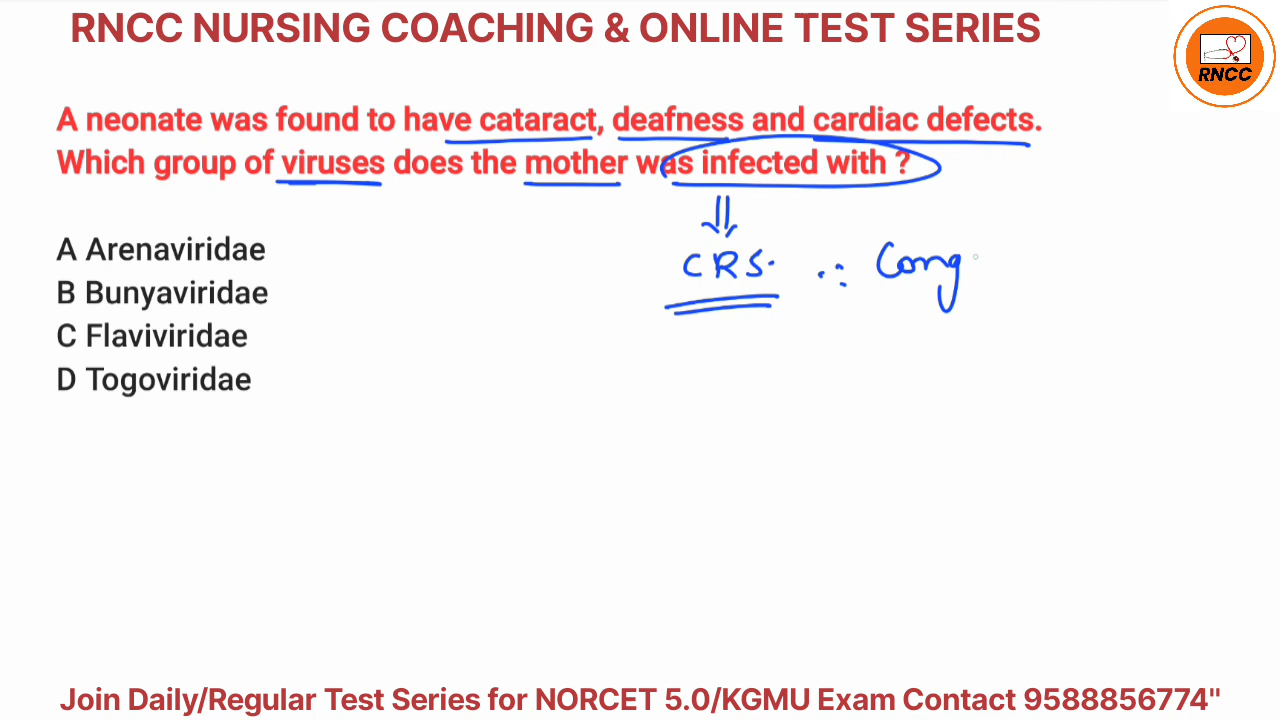 RNCC NURSING COACHING & ONLINE TEST SERIES
RNCC
A neonate was found to have cataract, deafness and cardiac defects.
Which group of viruses does the mother was infected with ?
A Arenaviridae
B Bunyaviridae
C Flaviviridae
D Togoviridae
CRS. ∴ Cong
Join Daily/Regular Test Series for NORCET 5.0/KGMU Exam Contact 9588856774"